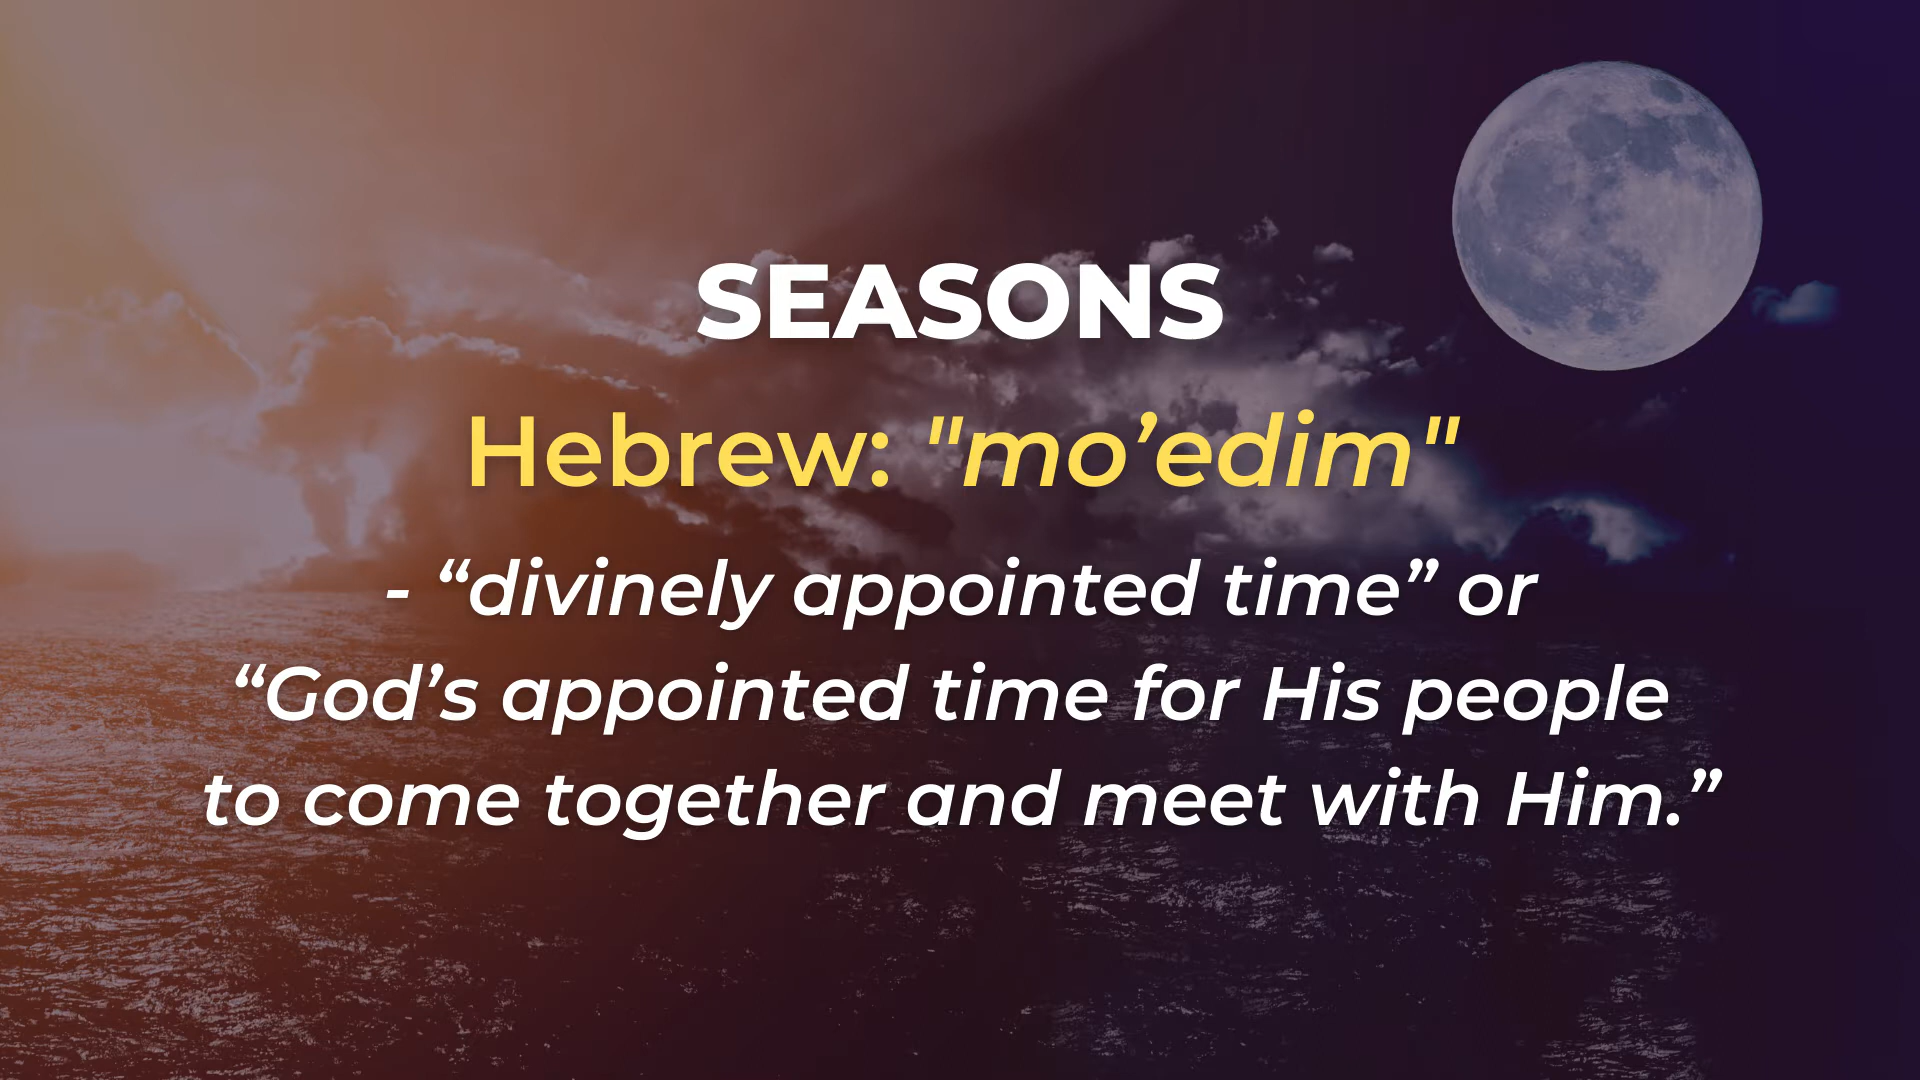 SEASONS
Hebrew: "mo’edim"
- “divinely appointed time” or
“God’s appointed time for His people
to come together and meet with Him.”